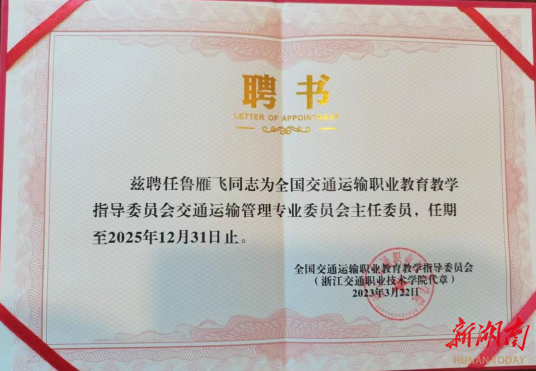 聘书
LETTER OF APPOINTMENT
兹聘任鲁雁飞同志为全国交通运输职业教育教学
指导委员会交通运输管理专业委员会主任委员，任期
至2025年12月31日止。
全国交通运输职业教育教学指导委员会
（浙江交通职业技术学院代章）
2023年3月22日
新湖南
HUNAN TODAY